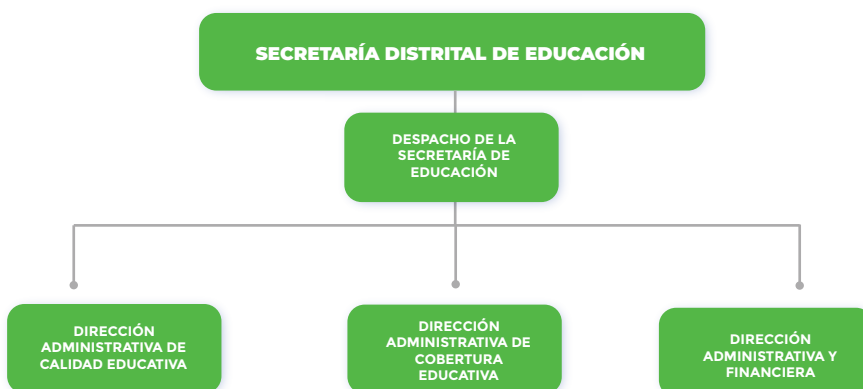 SECRETARÍA DISTRITAL DE EDUCACIÓN
DESPACHO DE LA
SECRETARÍA DE
EDUCACIÓN
DIRECCIÓN
ADMINISTRATIVA DE
CALIDAD EDUCATIVA
DIRECCIÓN
ADMINISTRATIVA DE
COBERTURA
EDUCATIVA
DIRECCIÓN
ADMINISTRATIVA Y
FINANCIERA